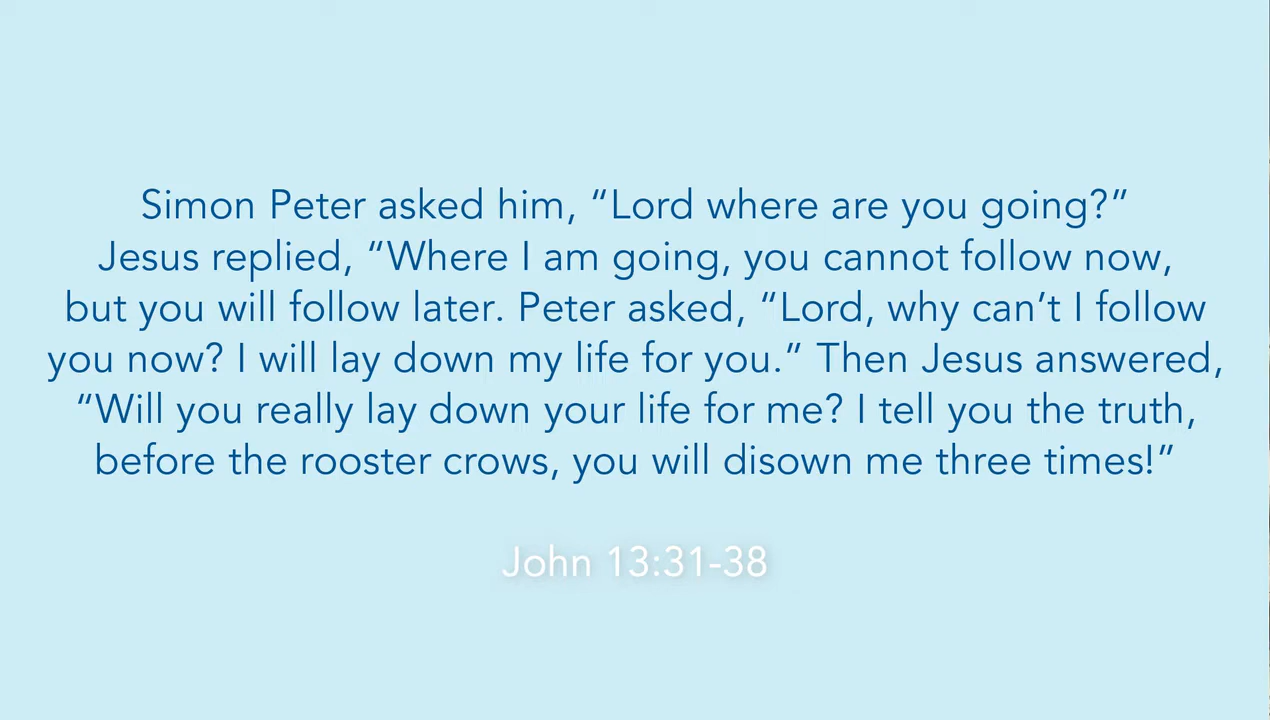 Simon Peter asked him, “Lord where are you going?”
Jesus replied, “Where I am going, you cannot follow now,
but you will follow later. Peter asked, “Lord, why can’t I follow
you now? I will lay down my life for you.” Then Jesus answered,
“Will you really lay down your life for me? I tell you the truth,
before the rooster crows, you will disown me three times!”
John 13:31-38